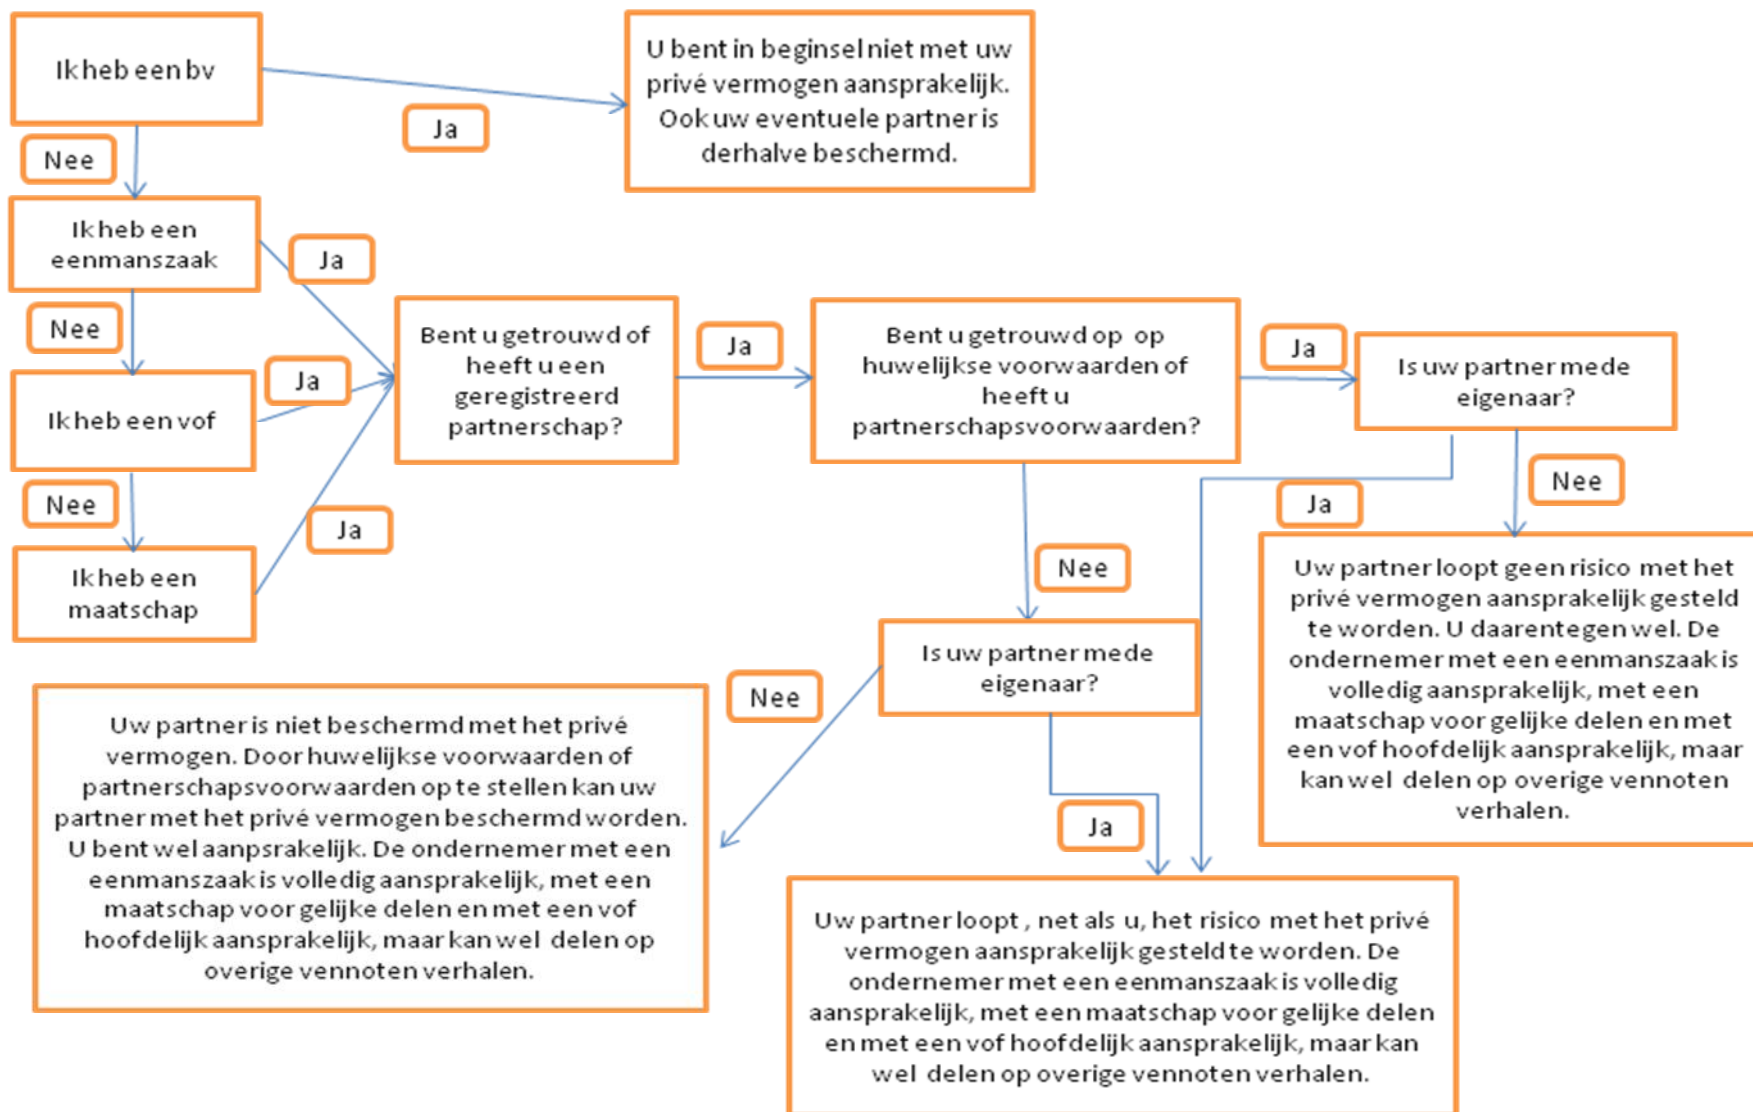 Ik heb een bv
Ja
U bent in beginsel niet met uw
privé vermogen aansprakelijk.
Ook uw eventuele partner is
derhalve beschermd.
Nee
Ik heb een
eenmanszaak
Ja
Nee
Ik heb een vof
Ja
Nee
Ik heb een
maatschap
Ja
Bent u getrouwd of
heeft u een
geregistreerd
partnerschap?
Ja
Bent u getrouwd op op
huwelijkse voorwaarden of
heeft u
partnerschapsvoorwaarden?
Ja
Is uw partner mede
eigenaar?
Ja
Nee
Uw partner loopt geen risico met het
privé vermogen aansprakelijk gesteld
te worden. U daarentegen wel. De
ondernemer met een eenmanszaak is
volledig aansprakelijk, met een
maatschap voor gelijke delen en met
een vof hoofdelijk aansprakelijk, maar
kan wel delen op overige vennoten
verhalen.
Nee
Is uw partner mede
eigenaar?
Nee
Uw partner is niet beschermd met het privé
vermogen. Door huwelijkse voorwaarden of
partnerschapsvoorwaarden op te stellen kan uw
partner met het privé vermogen beschermd worden.
U bent wel aanpsrakelijk. De ondernemer met een
eenmanszaak is volledig aansprakelijk, met een
maatschap voor gelijke delen en met een vof
hoofdelijk aansprakelijk, maar kan wel delen op
overige vennoten verhalen.
Ja
Uw partner loopt , net als u, het risico met het privé
vermogen aansprakelijk gesteld te worden. De
ondernemer met een eenmanszaak is volledig
aansprakelijk, met een maatschap voor gelijke delen
en met een vof hoofdelijk aansprakelijk, maar kan
wel delen op overige vennoten verhalen.